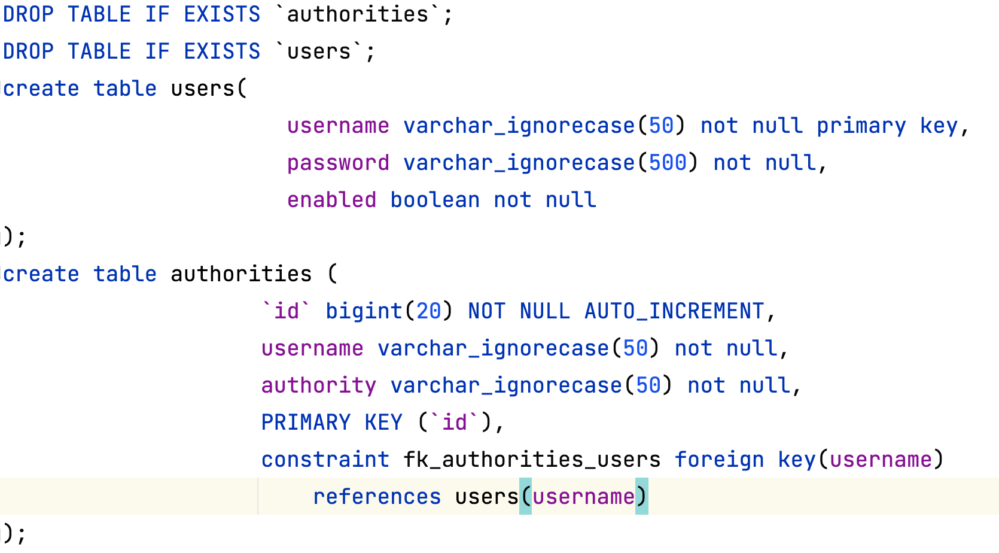 DROP TABLE IF EXISTS `authorities`;
DROP TABLE IF EXISTS `users`;
create table users(
username varchar_ignorecase(50) not null primary key,
password varchar_ignorecase(500) not null,
enabled boolean not null
);
create table authorities (
`id` bigint(20) NOT NULL AUTO_INCREMENT,
username varchar_ignorecase(50) not null,
authority varchar_ignorecase(50) not null,
PRIMARY KEY (`id`),
constraint fk_authorities_users foreign key(username)
references users(username)
);